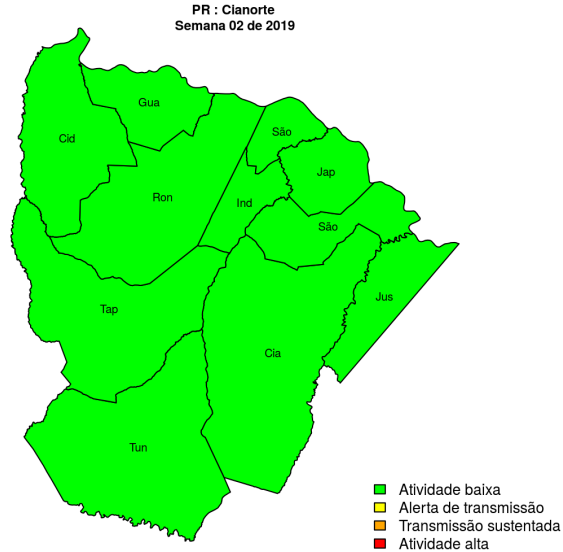 PR : Cianorte
Semana 02 de 2019
Gua
Cid
São
Jap
Ron
Ind
São
Jus
Tap
Cia
Tun
Atividade baixa
Alerta de transmissão
Transmissão sustentada
Atividade alta